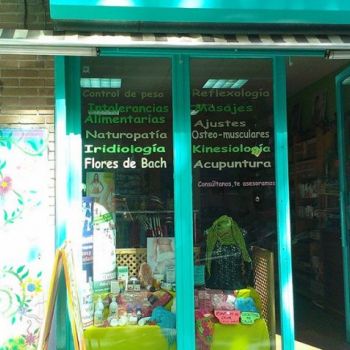 Control de peso
Intolerancias
Alimentarias
Naturopatía
Iridiología
Flores de Bach
Reflexología
Masajes
Ajustes
Osteo-musculares
Kinesiología
Acupuntura
Consúltanos, te asesoramos